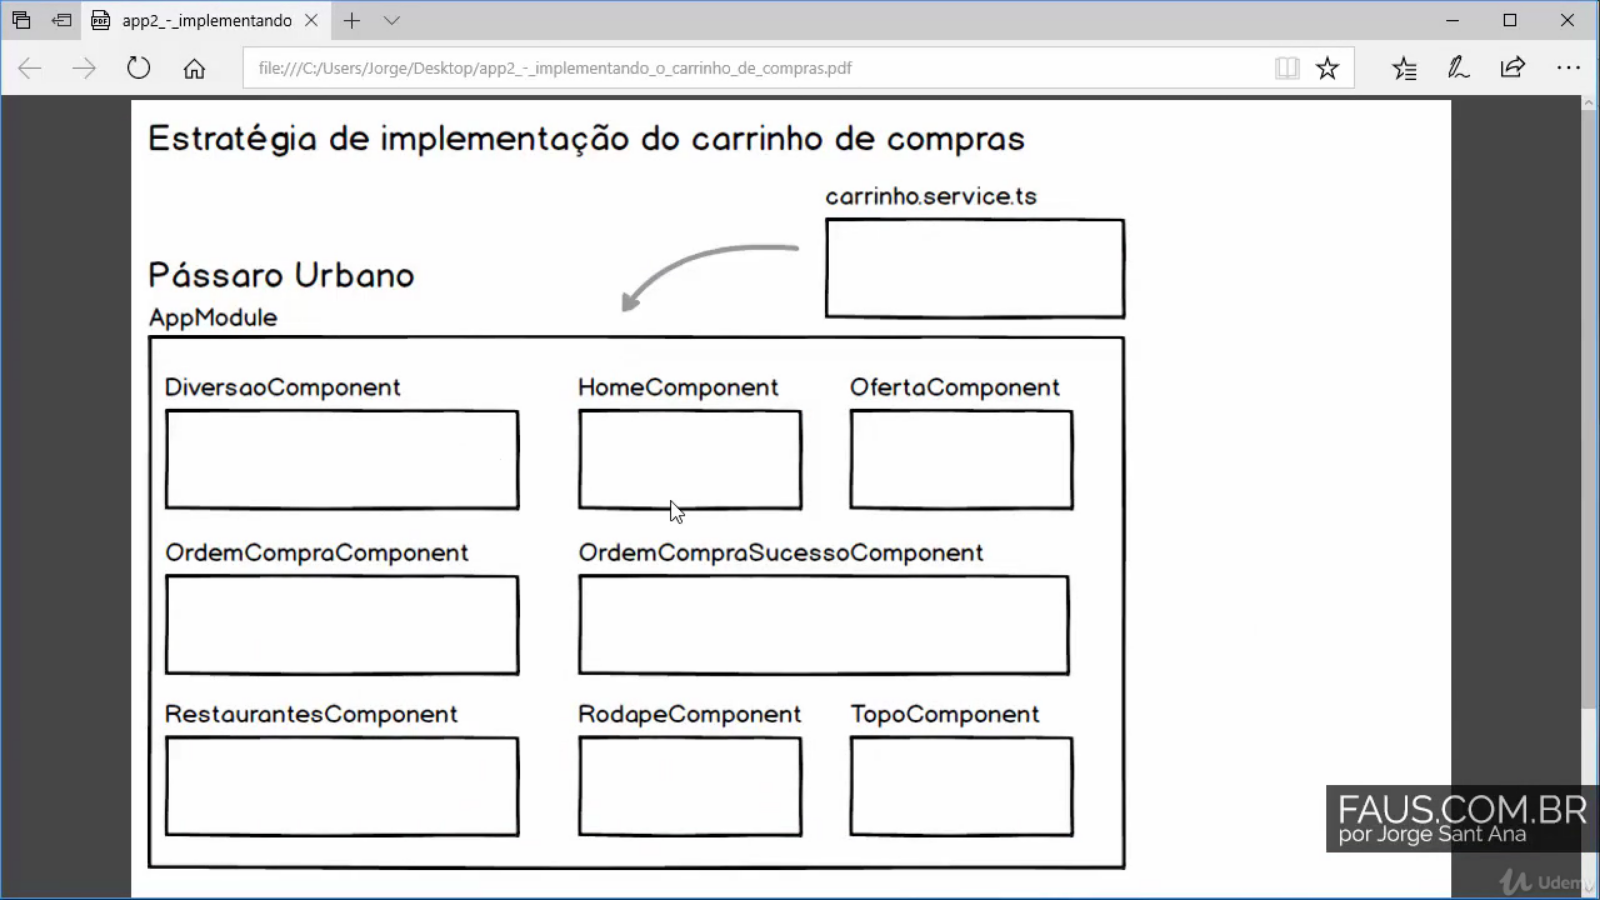 app2_-_implementando
file:///C:/Users/Jorge/Desktop/app2_-_implementando_o_carrinho_de_compras.pdf
Estratégia de implementação do carrinho de compras
carrinho.service.ts
Pássaro Urbano
AppModule
DiversaoComponent
HomeComponent
OfertaComponent
OrdemCompraComponent
OrdemCompraSucessoComponent
RestaurantesComponent
RodapeComponent
TopoComponent
FAUS.COM.BR
por Jorge Sant Ana
Udemy